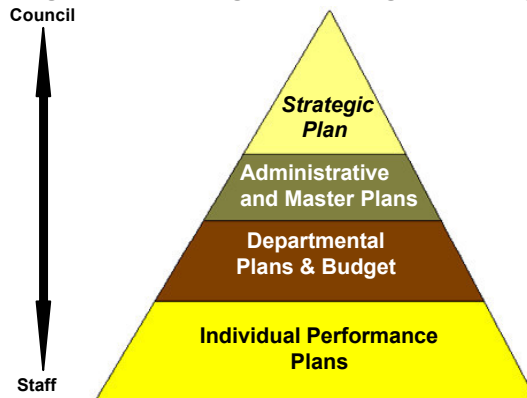 Council
Strategic
Plan
Administrative
and Master Plans
Departmental
Plans & Budget
Individual Performance
Plans
Staff